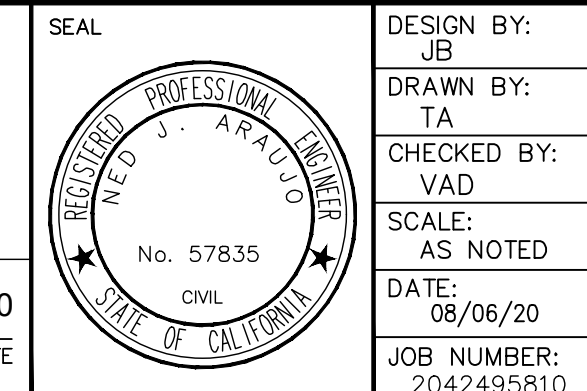 SEAL
REGISTERED PROFESSIONAL ENGINEER
NED J. ARAUJO
No. 57835
CIVIL
STATE OF CALIFORNIA
DESIGN BY:
JB
DRAWN BY:
TA
CHECKED BY:
VAD
SCALE:
AS NOTED
DATE:
08/06/20
JOB NUMBER:
2042495810